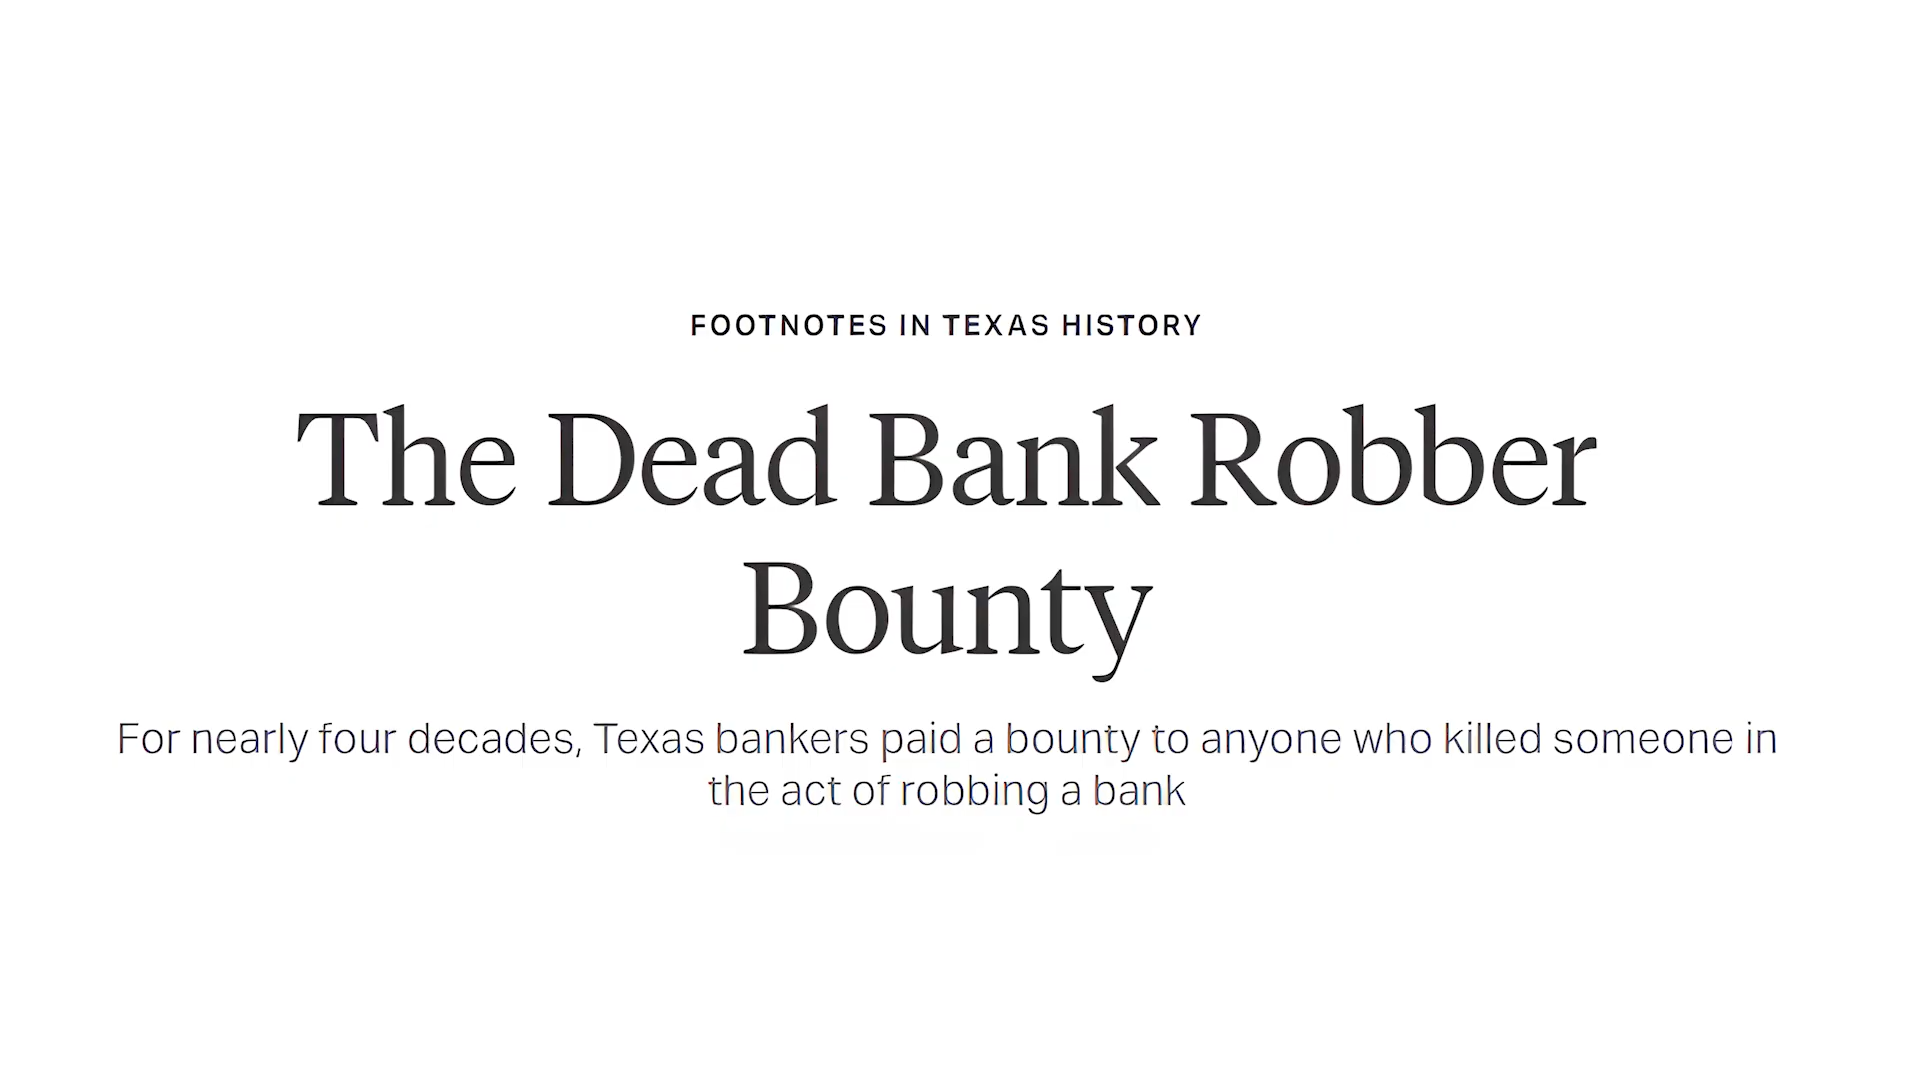 FOOTNOTES IN TEXAS HISTORY
The Dead Bank Robber
Bounty
For nearly four decades, Texas bankers paid a bounty to anyone who killed someone in
the act of robbing a bank